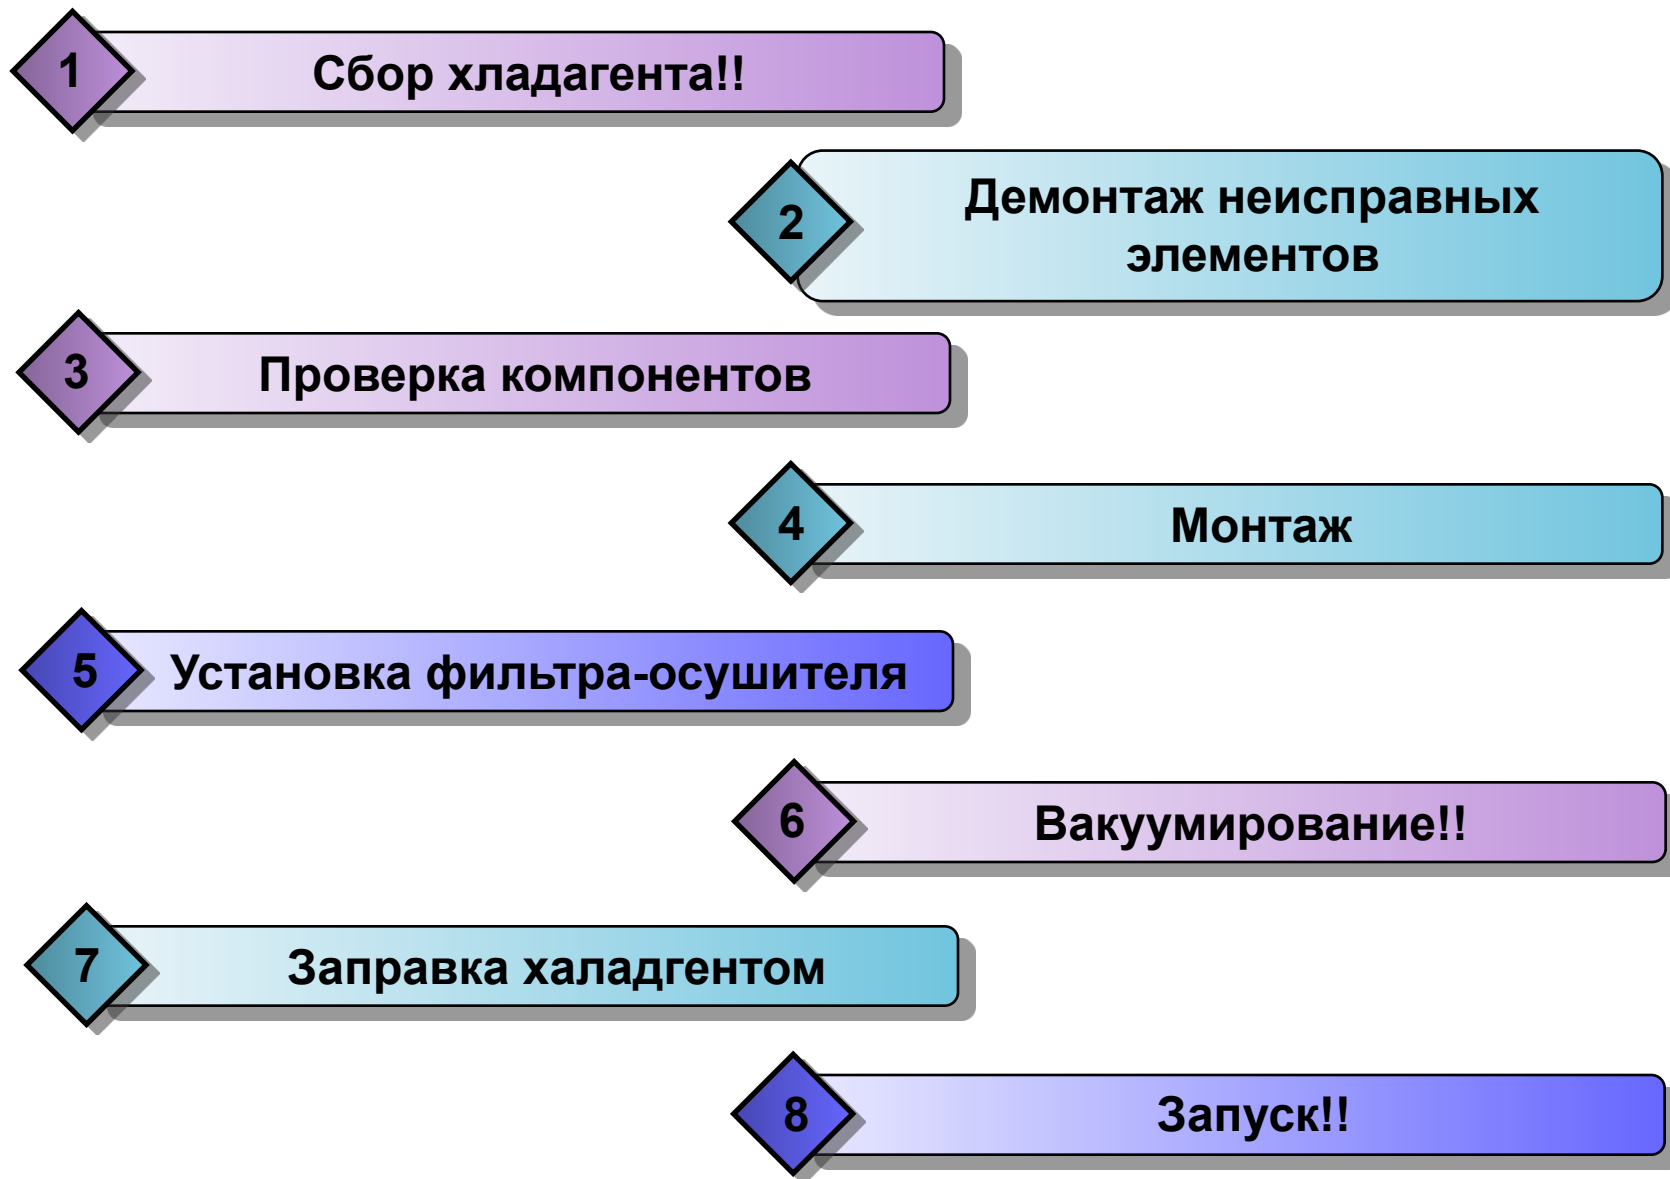 1
Сбор хладагента!!
2
Демонтаж неисправных
элементов
3
Проверка компонентов
4
Монтаж
5
Установка фильтра-осушителя
6
Вакуумирование!!
7
Заправка халадгентом
8
Запуск!!